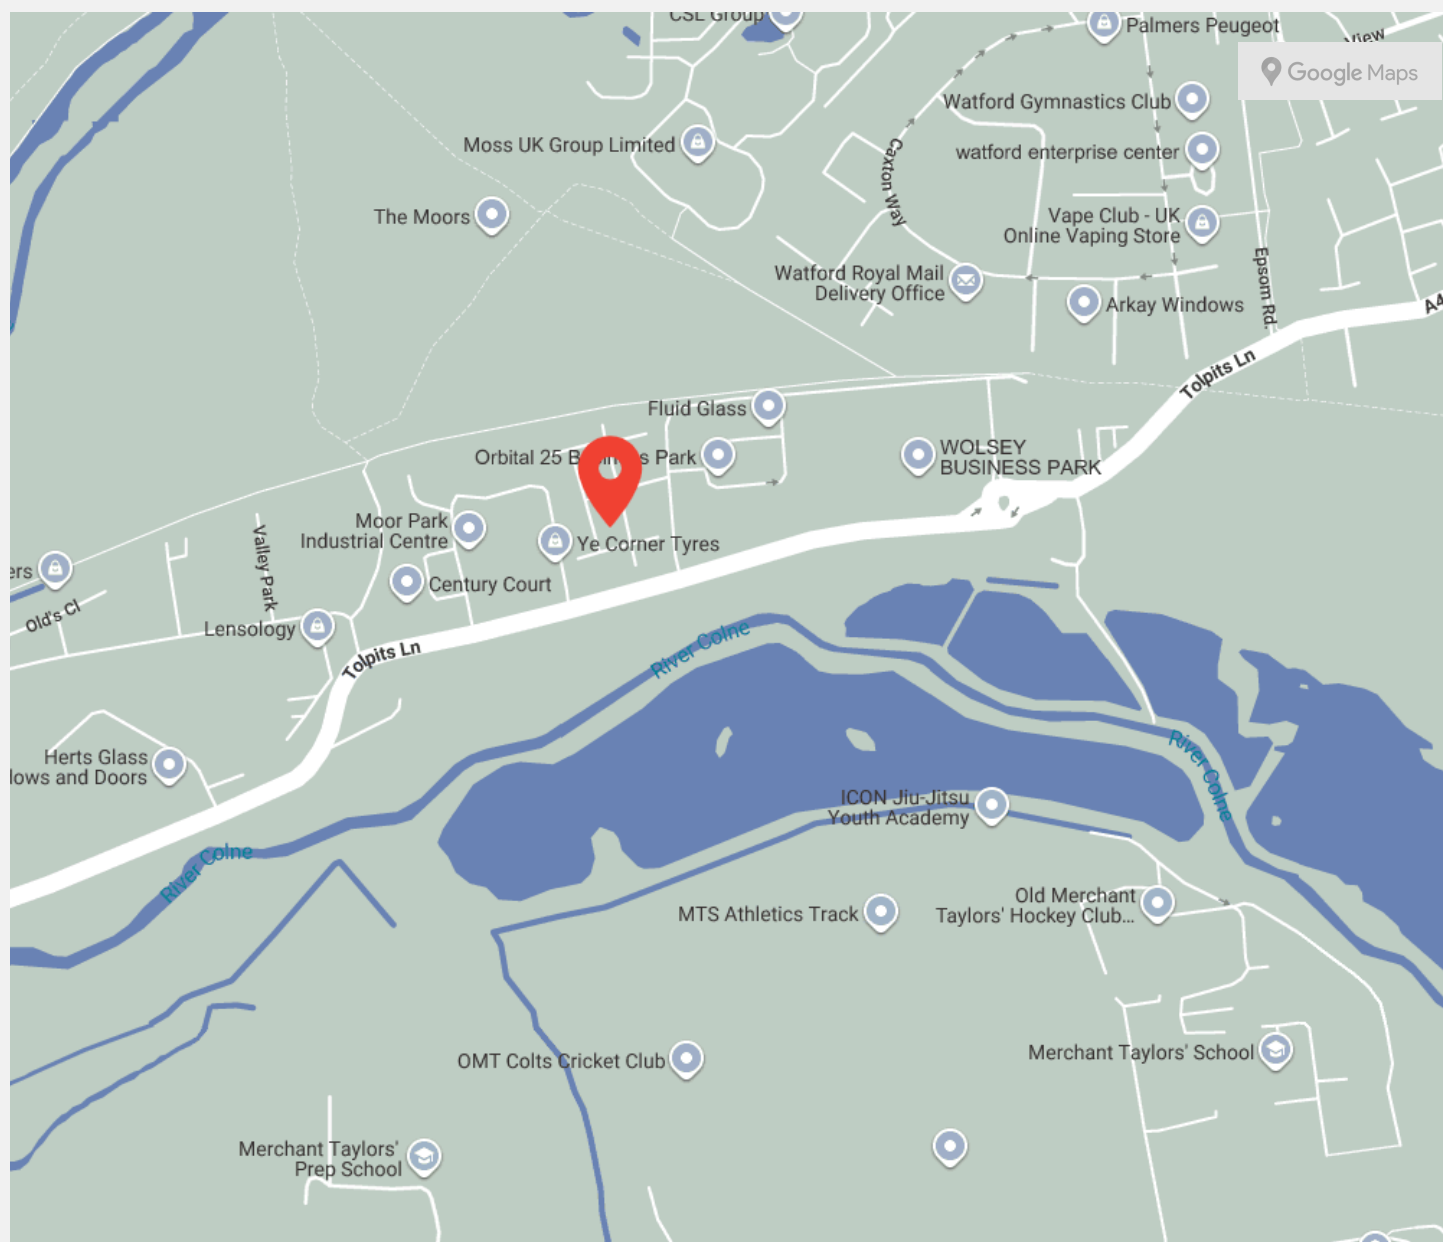 CSL Group
Palmers Peugeot
View
Google Maps
Watford Gymnastics Club
Moss UK Group Limited
watford enterprise center
Caxton Way
The Moors
Vape Club - UK
Online Vaping Store
Epsom Rd.
Watford Royal Mail
Delivery Office
Arkay Windows
A4
Tolpits Ln
Fluid Glass
Orbital 25 Business Park
WOLSEY
BUSINESS PARK
Moor Park
Industrial Centre
Valley Park
Ye Corner Tyres
ers
Century Court
Old's Cl
Lensology
Tolpits Ln
River Colne
Herts Glass
lows and Doors
River Colne
ICON Jiu-Jitsu
Youth Academy
River Colne
Old Merchant
Taylors' Hockey Club...
MTS Athletics Track
Merchant Taylors' School
OMT Colts Cricket Club
Merchant Taylors'
Prep School